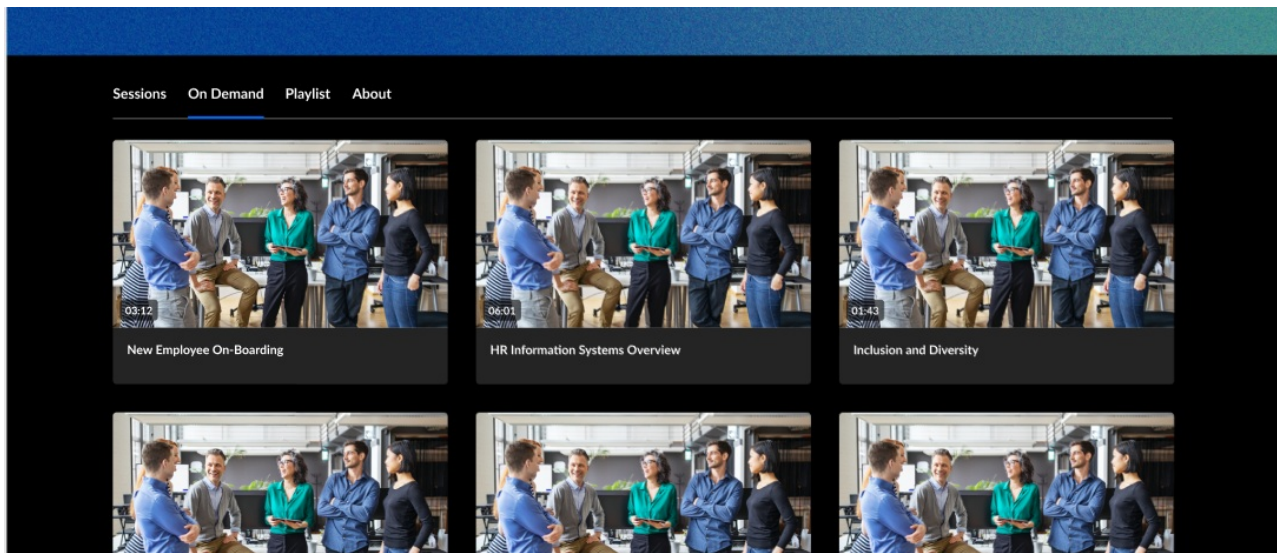 Sessions On Demand Playlist About
03:12
06:01
01:43
New Employee On-Boarding
HR Information Systems Overview
Inclusion and Diversity